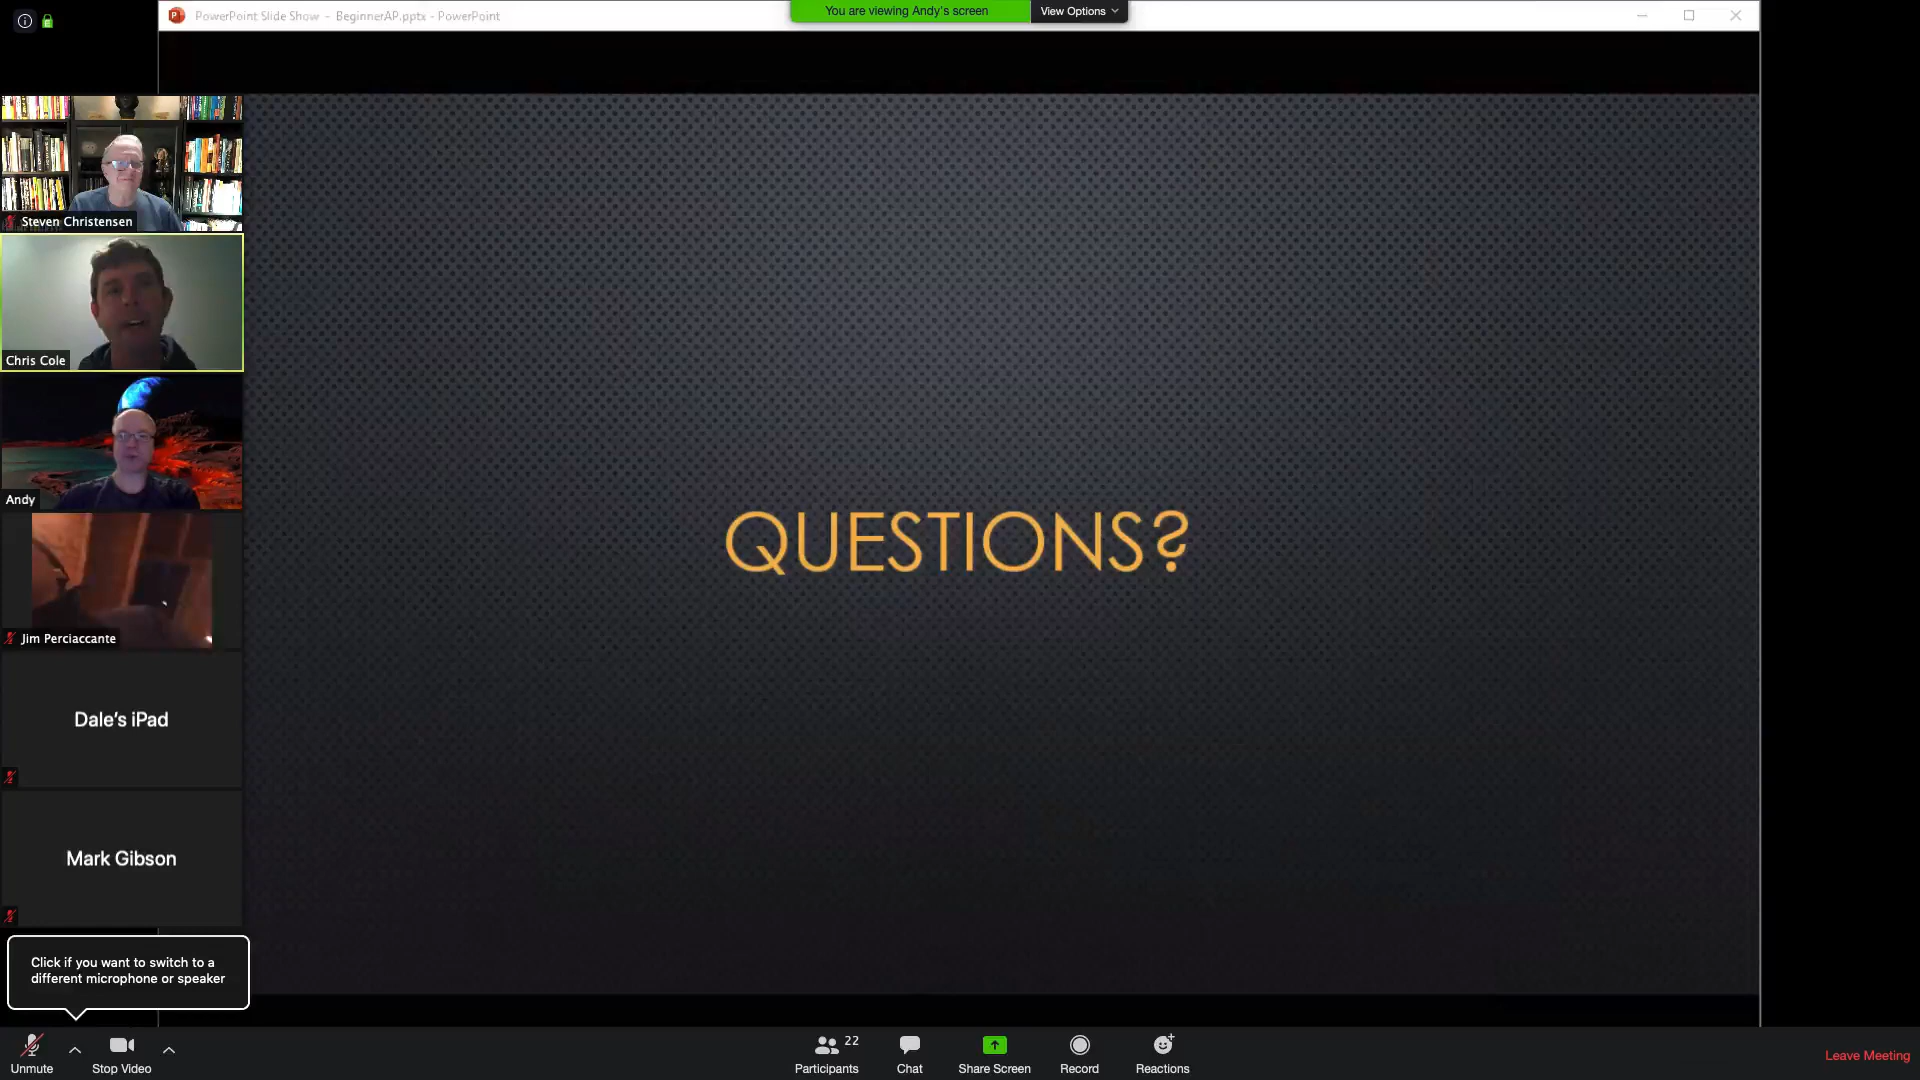 PowerPoint Slide Show - BeginnerAP.pptx - PowerPoint
You are viewing Andy's screen
View Options
Steven Christensen
Chris Cole
Andy
Jim Perciaccante
Dale's iPad
Mark Gibson
QUESTIONS?
Click if you want to switch to a
different microphone or speaker
Unmute
Stop Video
Participants
22
Chat
Share Screen
Record
Reactions
Leave Meeting